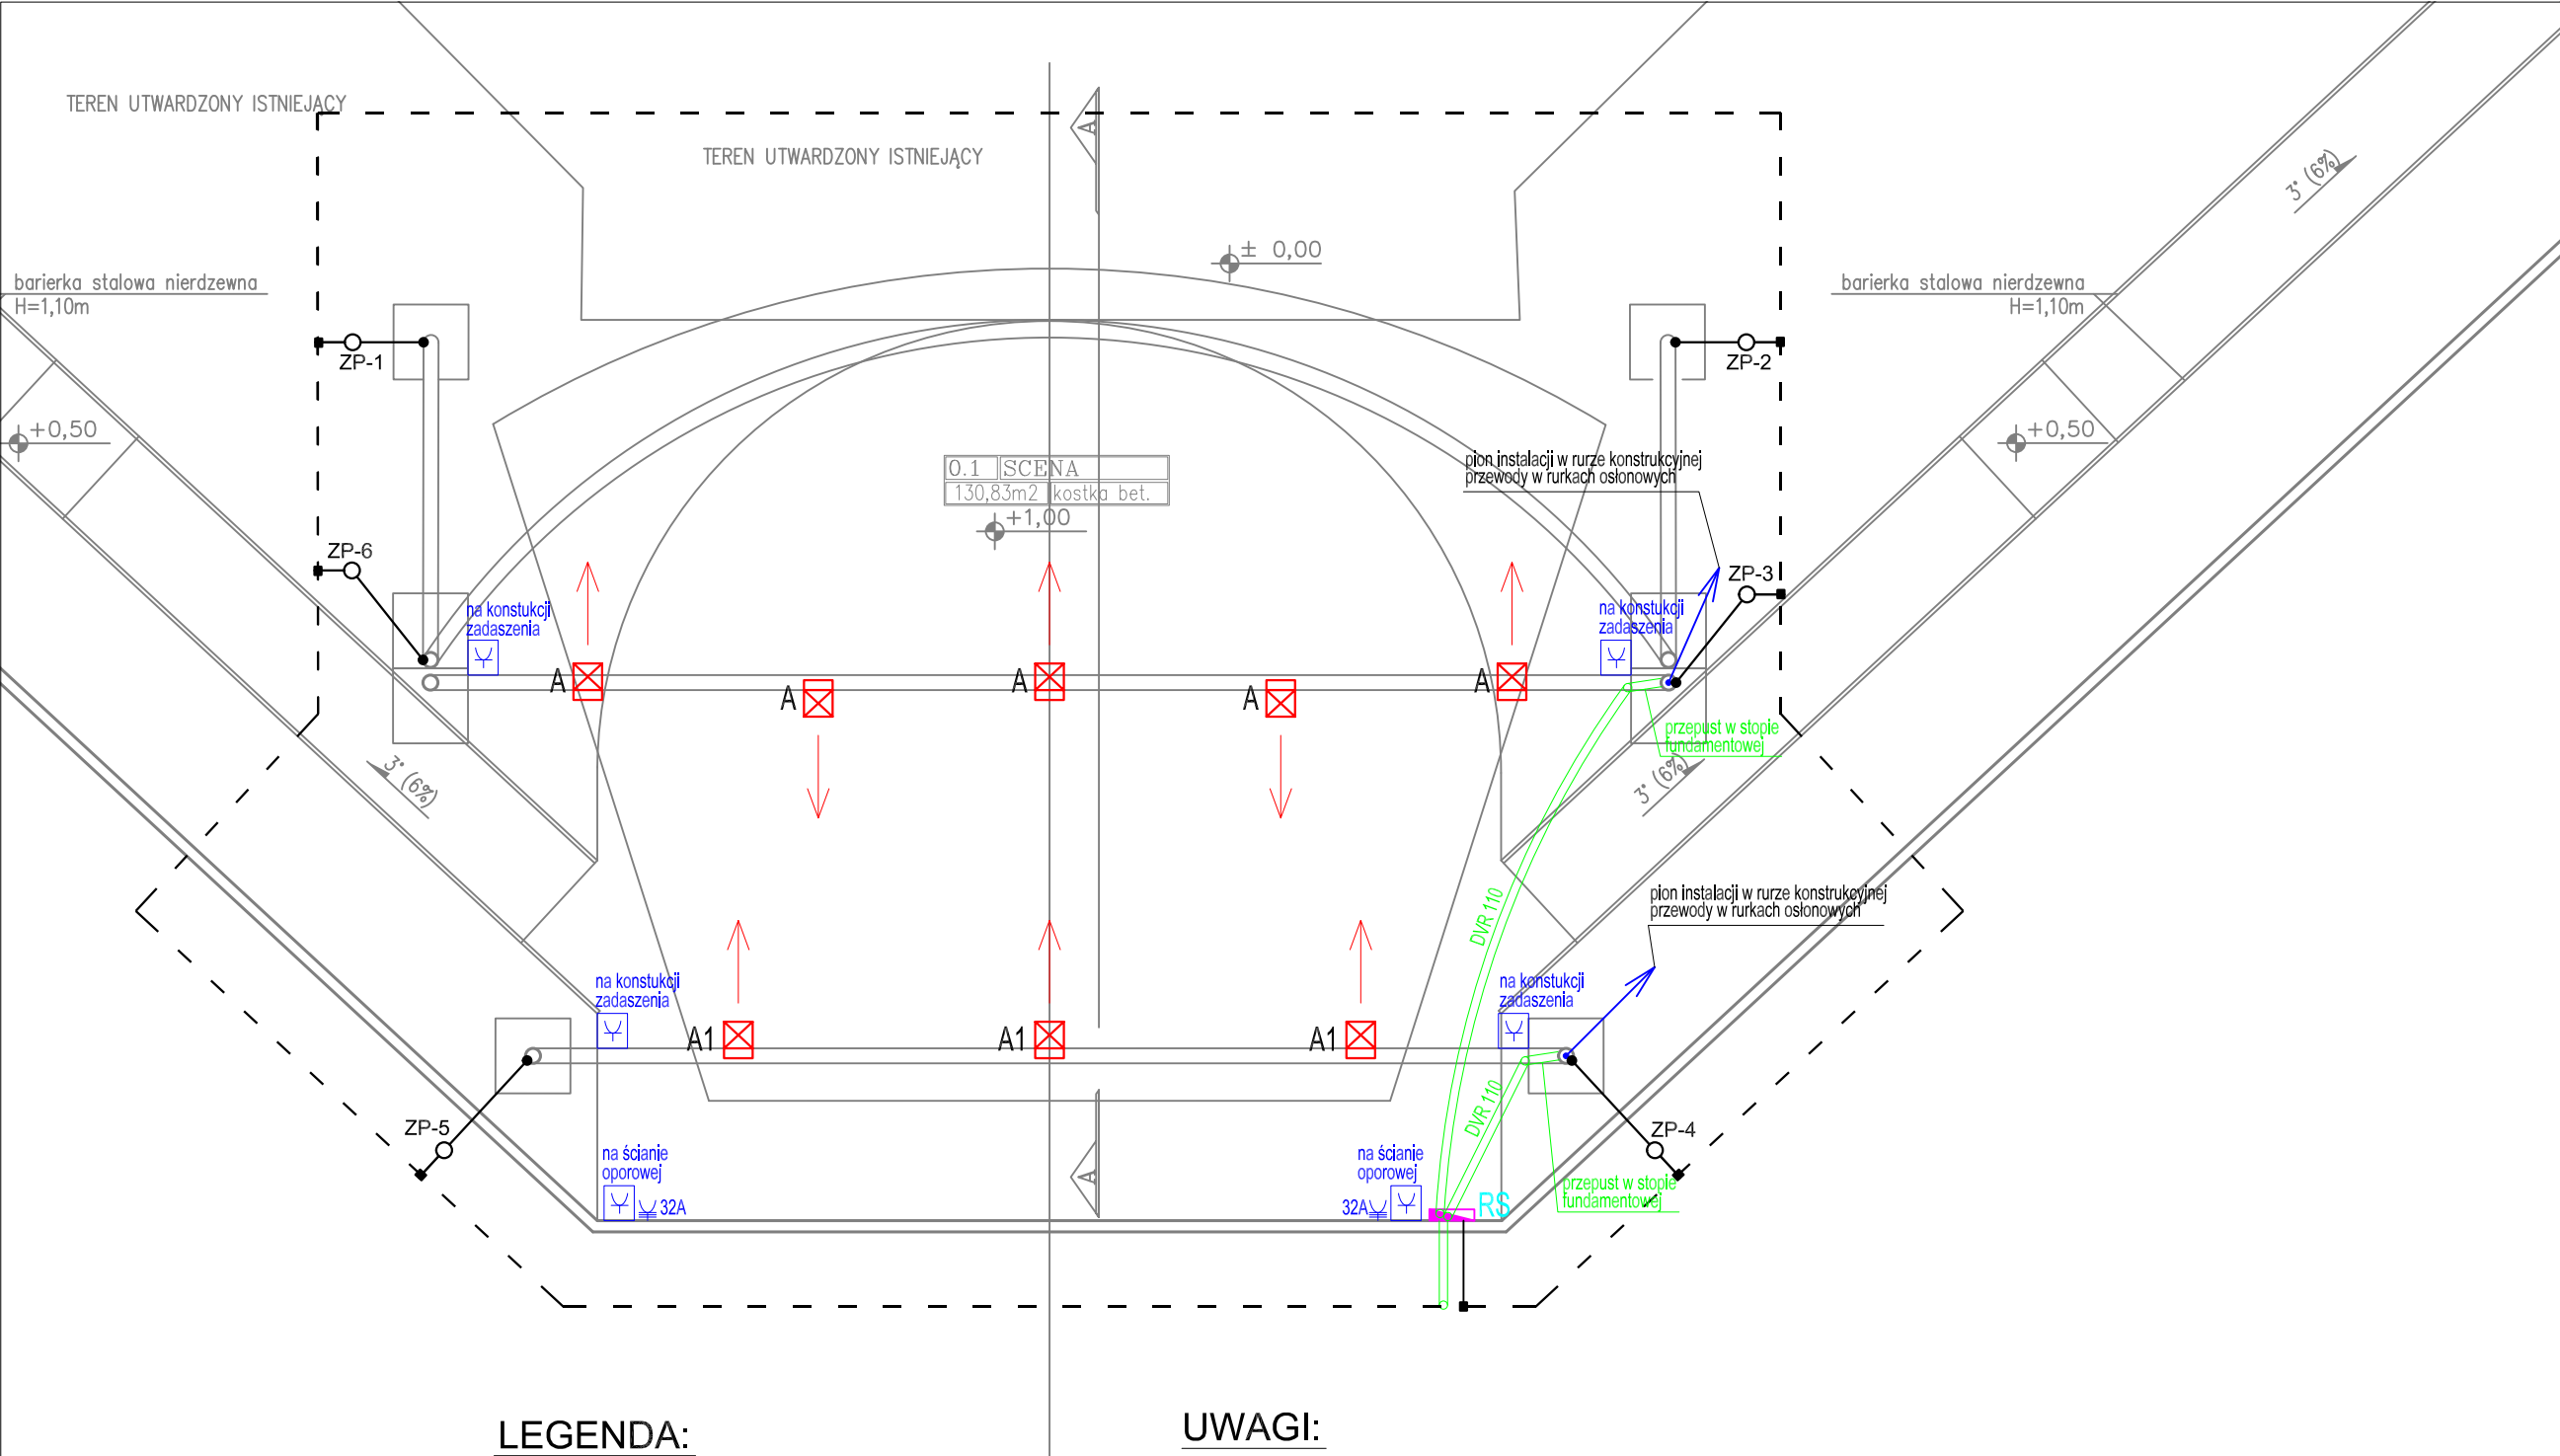 TEREN UTWARDZONY ISTNIEJĄCY
A
TEREN UTWARDZONY ISTNIEJĄCY
3° (6%)
± 0,00
barierka stalowa nierdzewna
H=1,10m
barierka stalowa nierdzewna
H=1,10m
ZP-1
ZP-2
+0,50
+0,50
pion instalacji w rurze konstrukcyjnej
przewody w rurkach osłonowych
0.1 SCENA
130,83m2 kostka bet.
+1,00
ZP-6
ZP-3
na konstukcji
zadaszenia
na konstukcji
zadaszenia
A
A
A
A
A
przepust w stopie
fundamentowej
3° (6%)
3° (6%)
DVR 110
pion instalacji w rurze konstrukcyjnej
przewody w rurkach osłonowych
na konstukcji
zadaszenia
na konstukcji
zadaszenia
A1
A1
A1
DVR 110
ZP-5
ZP-4
na ścianie
oporowej
na ścianie
oporowej
A
przepust w stopie
fundamentowej
32A
32A
RS
LEGENDA:
UWAGI: